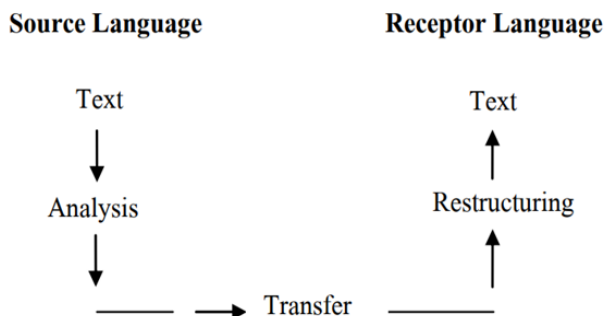 Source Language
Receptor Language
Text
Text
Analysis
Restructuring
Transfer